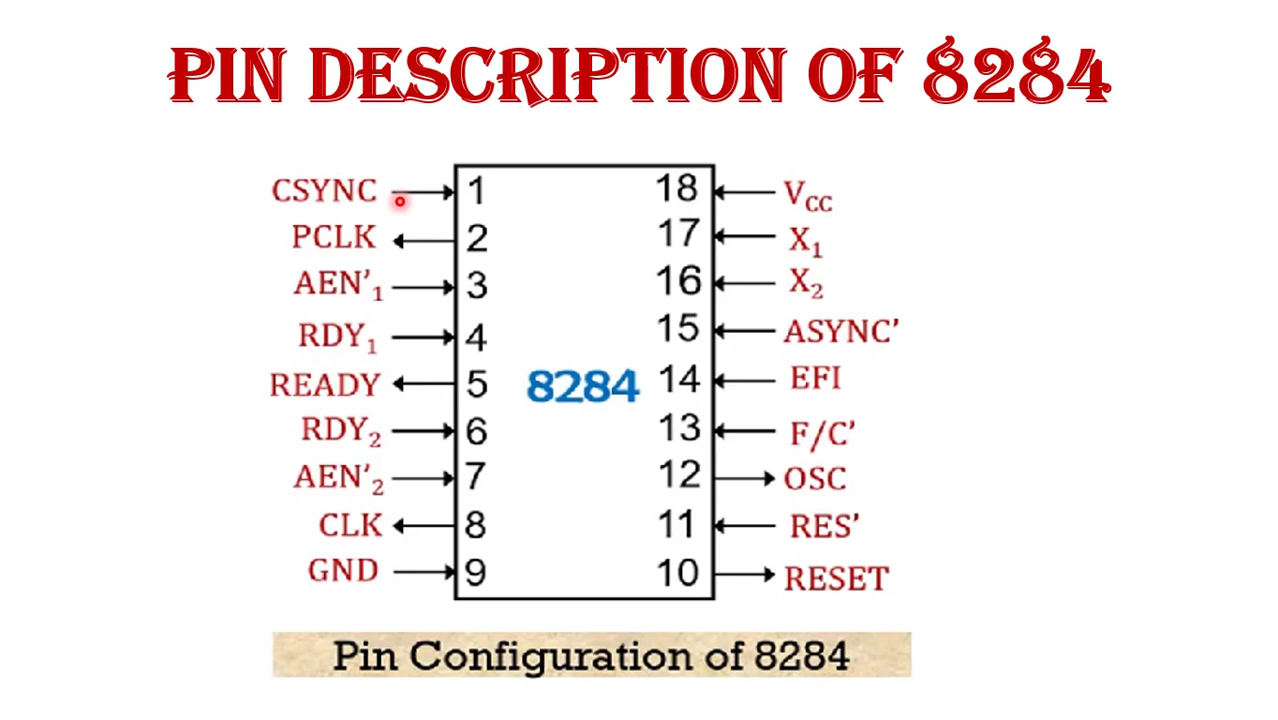 PIN DESCRIPTION OF 8284
CSYNC 1 18 VCC
PCLK 2 17 X1
AEN'1 3 16 X2
RDY1 4 15 ASYNC'
READY 5 8284 14 EFI
RDY2 6 13 F/C'
AEN'2 7 12 OSC
CLK 8 11 RES'
GND 9 10 RESET
Pin Configuration of 8284